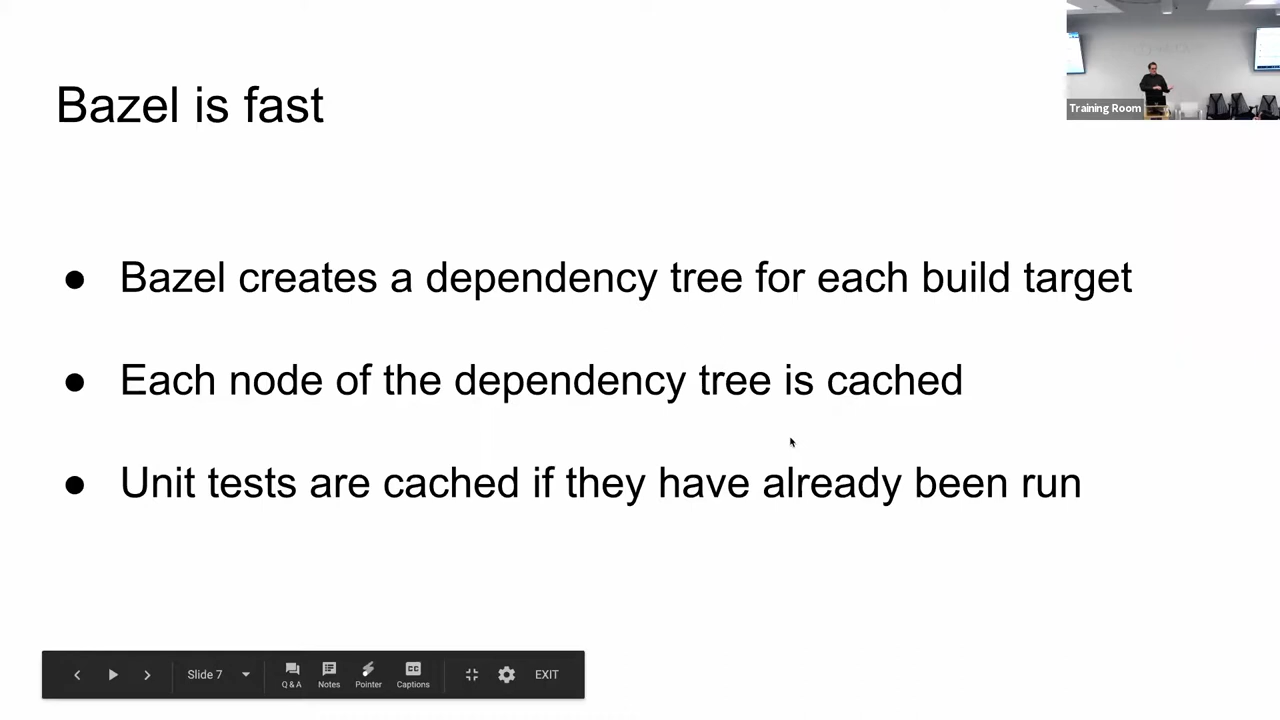 Bazel is fast
Training Room
● Bazel creates a dependency tree for each build target
● Each node of the dependency tree is cached
● Unit tests are cached if they have already been run
Slide 7
Q & A
Notes
Pointer
CC
Captions
EXIT